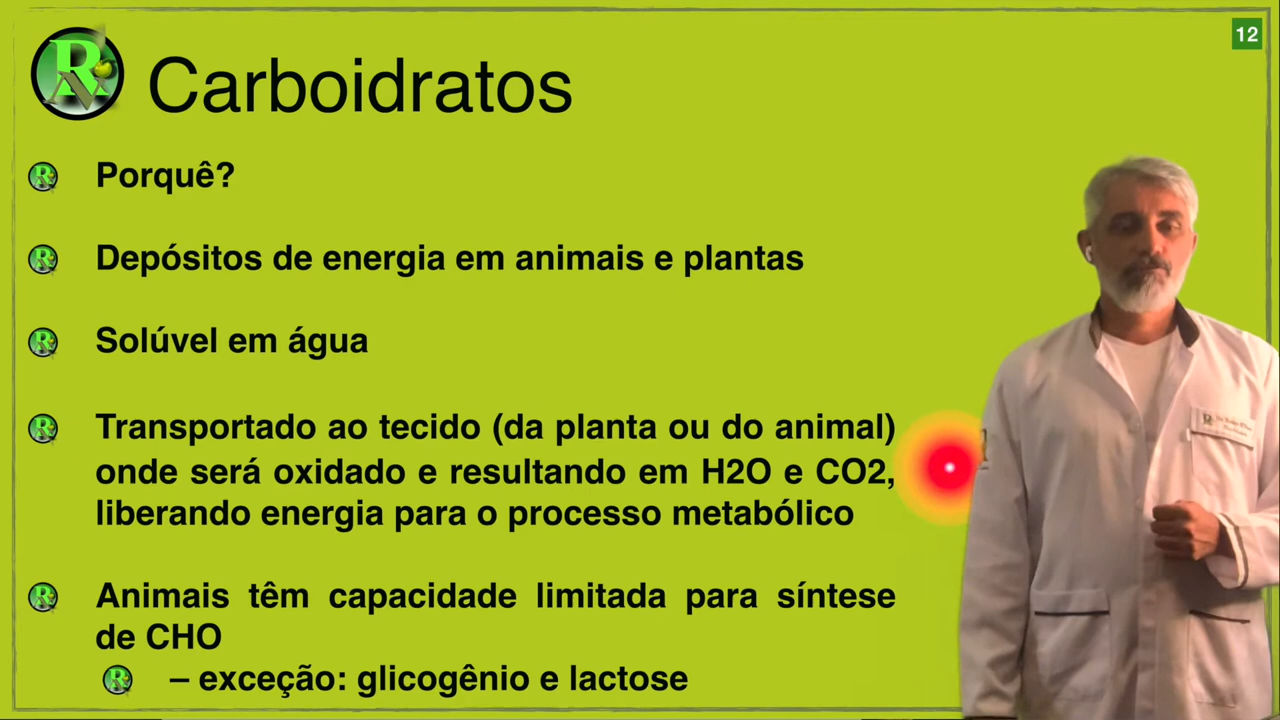 12
Carboidratos
Porquê?
Depósitos de energia em animais e plantas
Solúvel em água
Transportado ao tecido (da planta ou do animal)
onde será oxidado e resultando em H2O e CO2,
liberando energia para o processo metabólico
Animais têm capacidade limitada para síntese
de CHO
– exceção: glicogênio e lactose